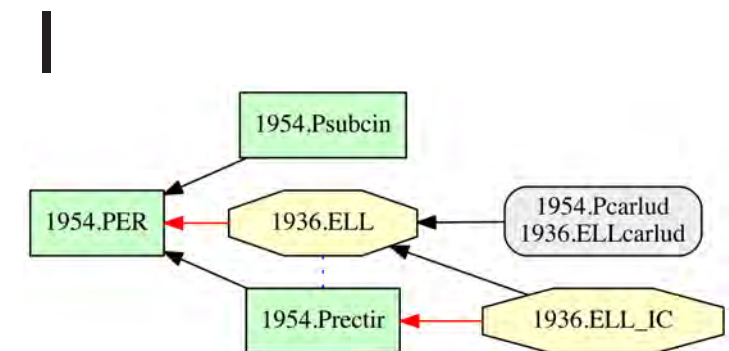 1954.Psubcin
1954.PER
1936.ELL
1954.Pcarlud
1936.ELLcarlud
1954.Prectir
1936.ELL_IC